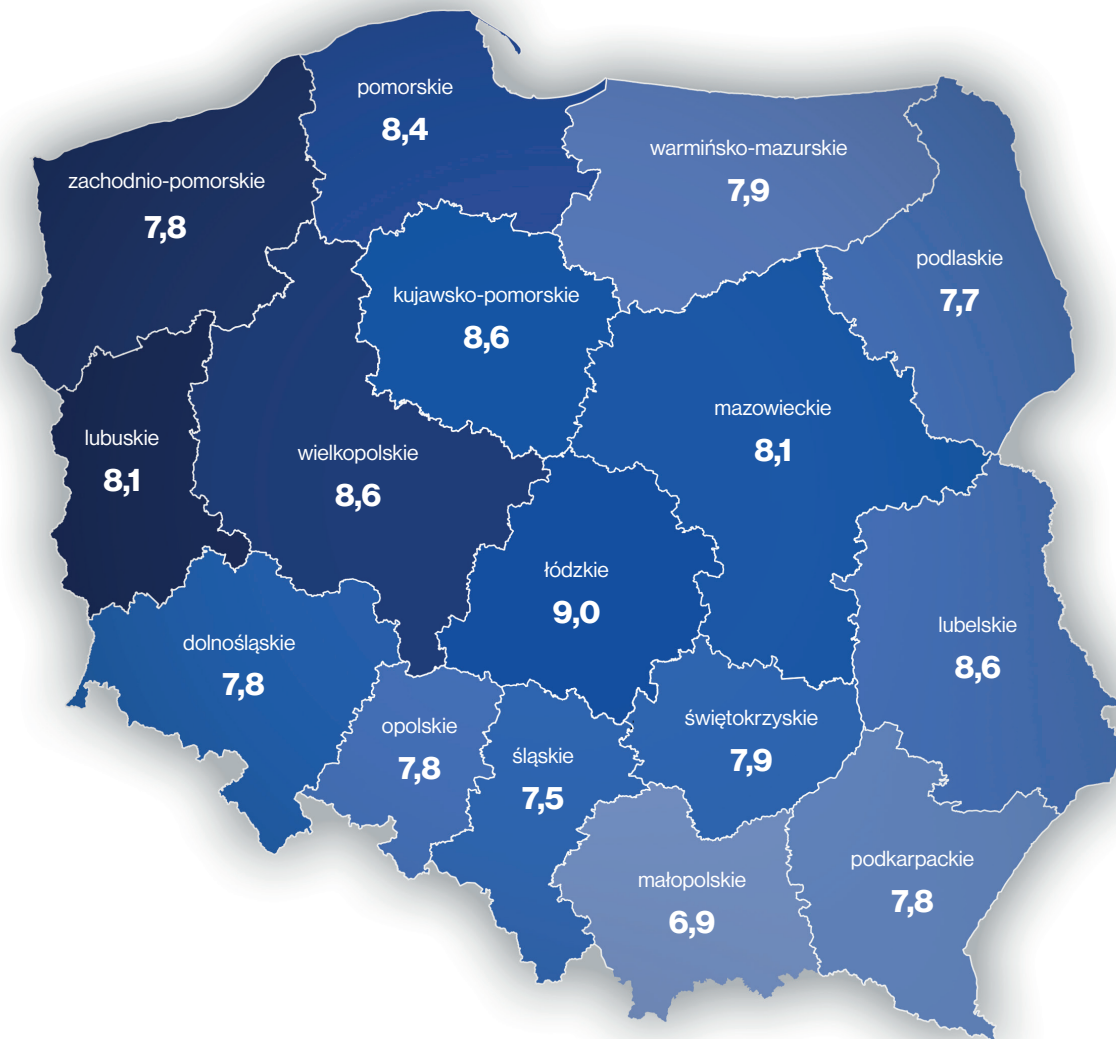 pomorskie
8,4
warmińsko-mazurskie
7,9
zachodnio-pomorskie
7,8
podlaskie
7,7
kujawsko-pomorskie
8,6
mazowieckie
8,1
lubuskie
8,1
wielkopolskie
8,6
łódzkie
9,0
lubelskie
8,6
dolnośląskie
7,8
opolskie
7,8
śląskie
7,5
świętokrzyskie
7,9
małopolskie
6,9
podkarpackie
7,8